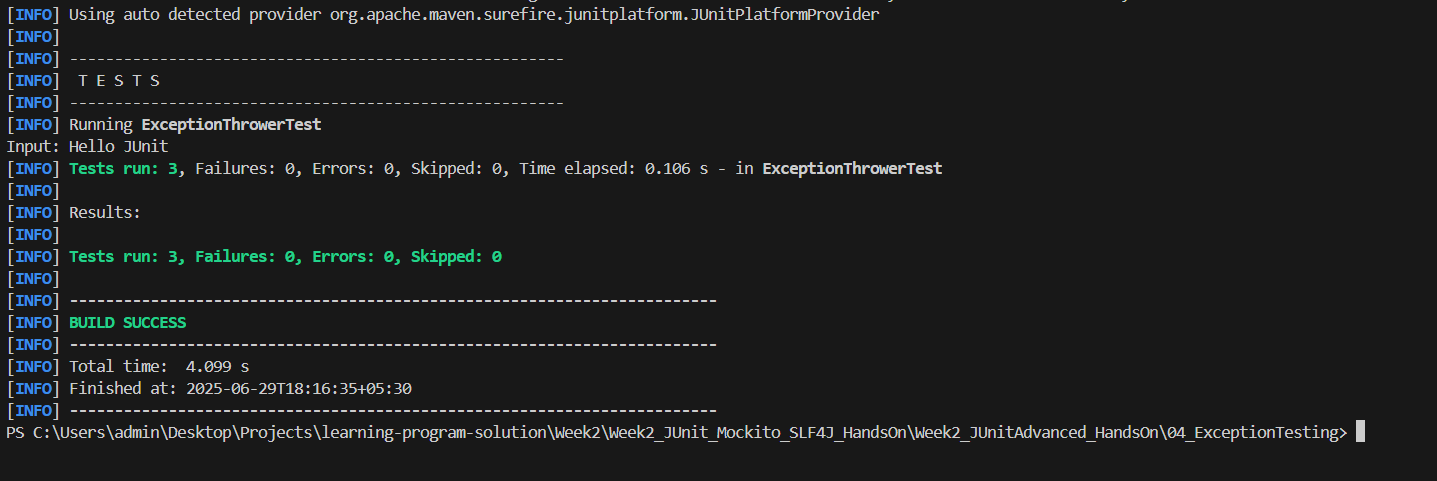 [INFO] Using auto detected provider org.apache.maven.surefire.junitplatform.JUnitPlatformProvider
[INFO]
[INFO] -------------------------------------------------------
[INFO]  T E S T S
[INFO] -------------------------------------------------------
[INFO] Running ExceptionThrowerTest
Input: Hello JUnit
[INFO] Tests run: 3, Failures: 0, Errors: 0, Skipped: 0, Time elapsed: 0.106 s - in ExceptionThrowerTest
[INFO]
[INFO] Results:
[INFO]
[INFO] Tests run: 3, Failures: 0, Errors: 0, Skipped: 0
[INFO]
[INFO] ------------------------------------------------------------------------
[INFO] BUILD SUCCESS
[INFO] ------------------------------------------------------------------------
[INFO] Total time:  4.099 s
[INFO] Finished at: 2025-06-29T18:16:35+05:30
[INFO] ------------------------------------------------------------------------
PS C:\Users\admin\Desktop\Projects\learning-program-solution\Week2\Week2_JUnit_Mockito_SLF4J_HandsOn\Week2_JUnitAdvanced_HandsOn\04_ExceptionTesting>